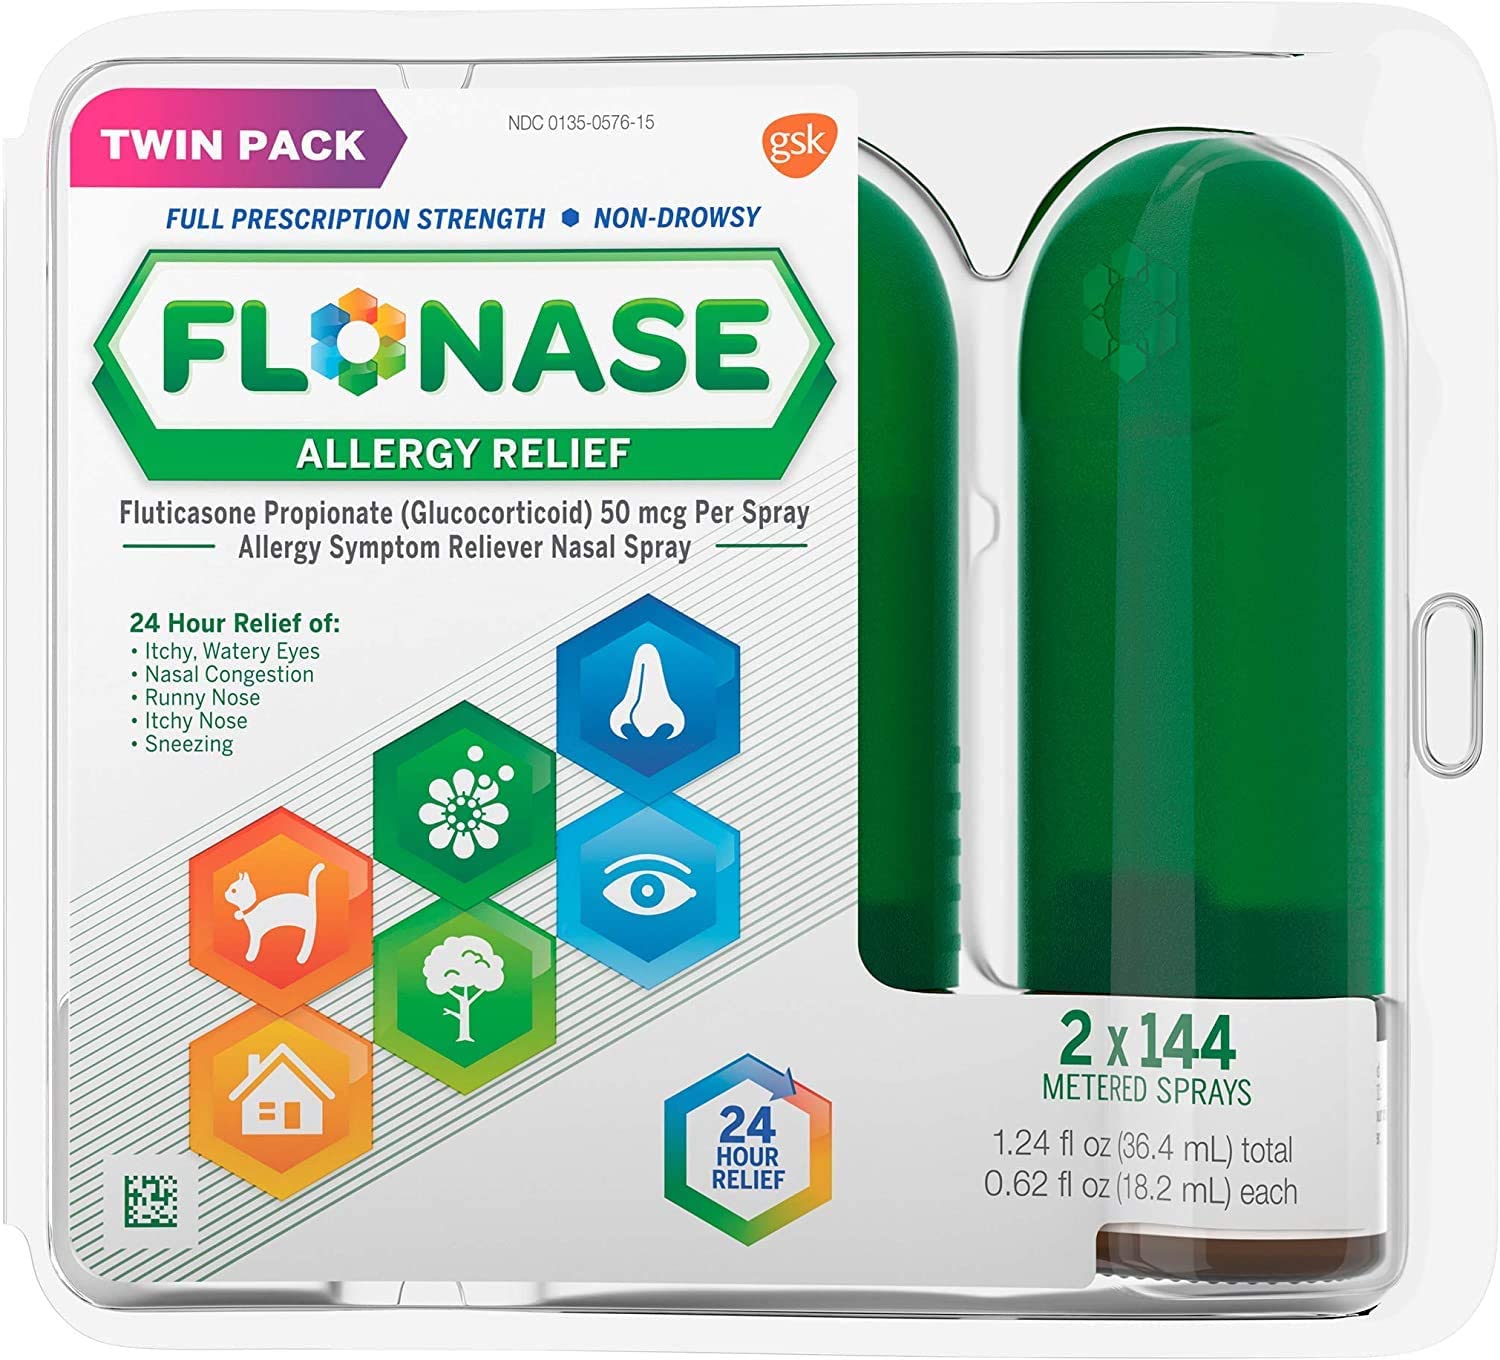 TWIN PACK
NDC 0135-0576-15
gsk
FULL PRESCRIPTION STRENGTH • NON-DROWSY
FLONASE
ALLERGY RELIEF
Fluticasone Propionate (Glucocorticoid) 50 mcg Per Spray
Allergy Symptom Reliever Nasal Spray
24 Hour Relief of:
• Itchy, Watery Eyes
• Nasal Congestion
• Runny Nose
• Itchy Nose
• Sneezing
24
HOUR
RELIEF
2 x 144
METERED SPRAYS
1.24 fl oz (36.4 mL) total
0.62 fl oz (18.2 mL) each